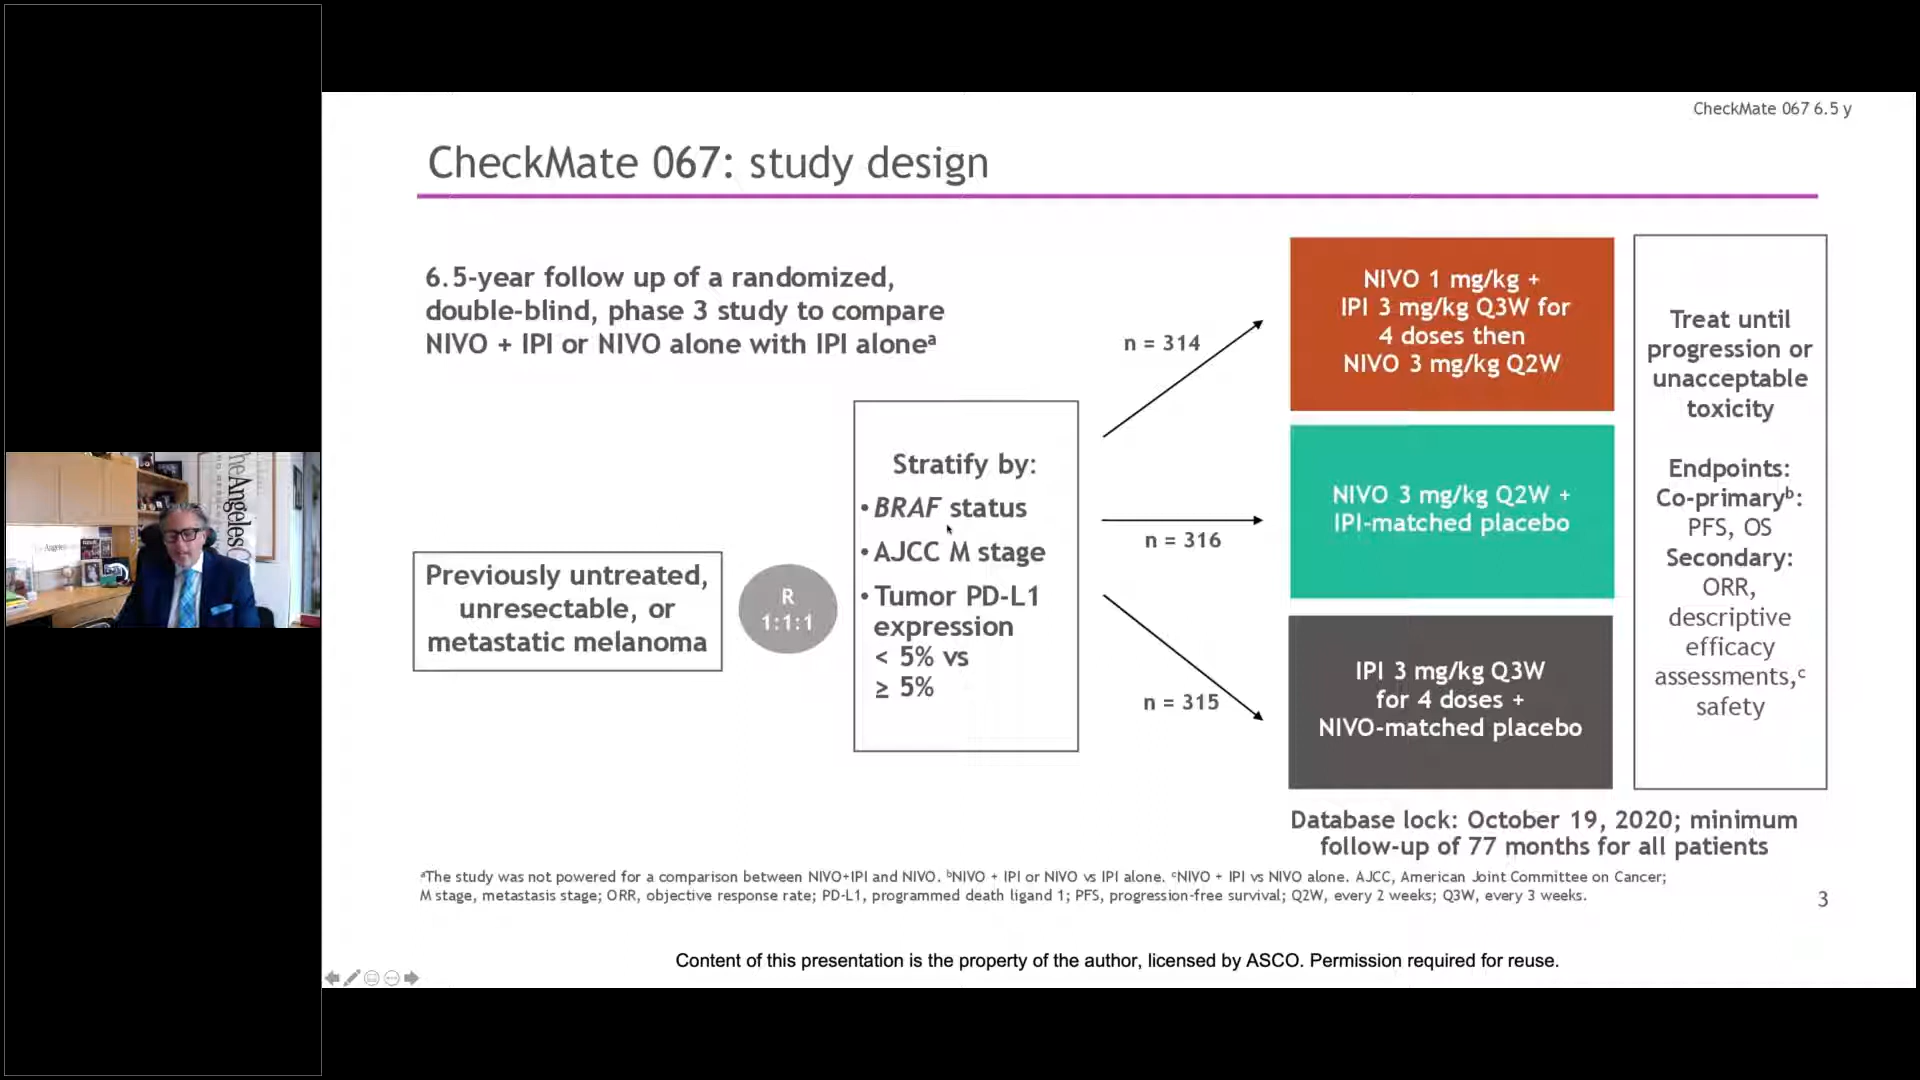 CheckMate 067 6.5 y
CheckMate 067: study design
6.5-year follow up of a randomized,
double-blind, phase 3 study to compare
NIVO + IPI or NIVO alone with IPI aloneᵃ
Previously untreated,
unresectable, or
metastatic melanoma
R
1:1:1
Stratify by:
• BRAF status
• AJCC M stage
• Tumor PD-L1
expression
< 5% vs
≥ 5%
n = 314
n = 316
n = 315
NIVO 1 mg/kg +
IPI 3 mg/kg Q3W for
4 doses then
NIVO 3 mg/kg Q2W
NIVO 3 mg/kg Q2W +
IPI-matched placebo
IPI 3 mg/kg Q3W
for 4 doses +
NIVO-matched placebo
Treat until
progression or
unacceptable
toxicity
Endpoints:
Co-primaryᵇ:
PFS, OS
Secondary:
ORR,
descriptive
efficacy
assessments,ᶜ
safety
Database lock: October 19, 2020; minimum
follow-up of 77 months for all patients
ᵃThe study was not powered for a comparison between NIVO+IPI and NIVO. ᵇNIVO + IPI or NIVO vs IPI alone. ᶜNIVO + IPI vs NIVO alone. AJCC, American Joint Committee on Cancer;
M stage, metastasis stage; ORR, objective response rate; PD-L1, programmed death ligand 1; PFS, progression-free survival; Q2W, every 2 weeks; Q3W, every 3 weeks.
3
Content of this presentation is the property of the author, licensed by ASCO. Permission required for reuse.
heAngelesC